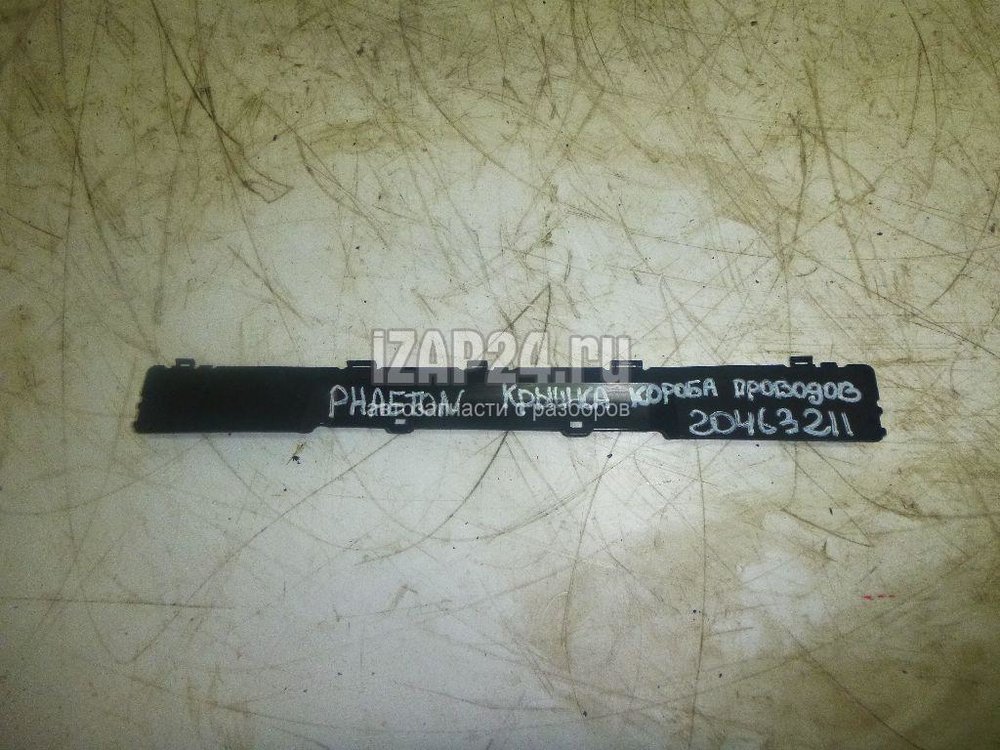 iZAP24.ru
PHAETON КРЫШКА КОРОБА ПРОВОДОВ
автозапчасти с разборов
20463211